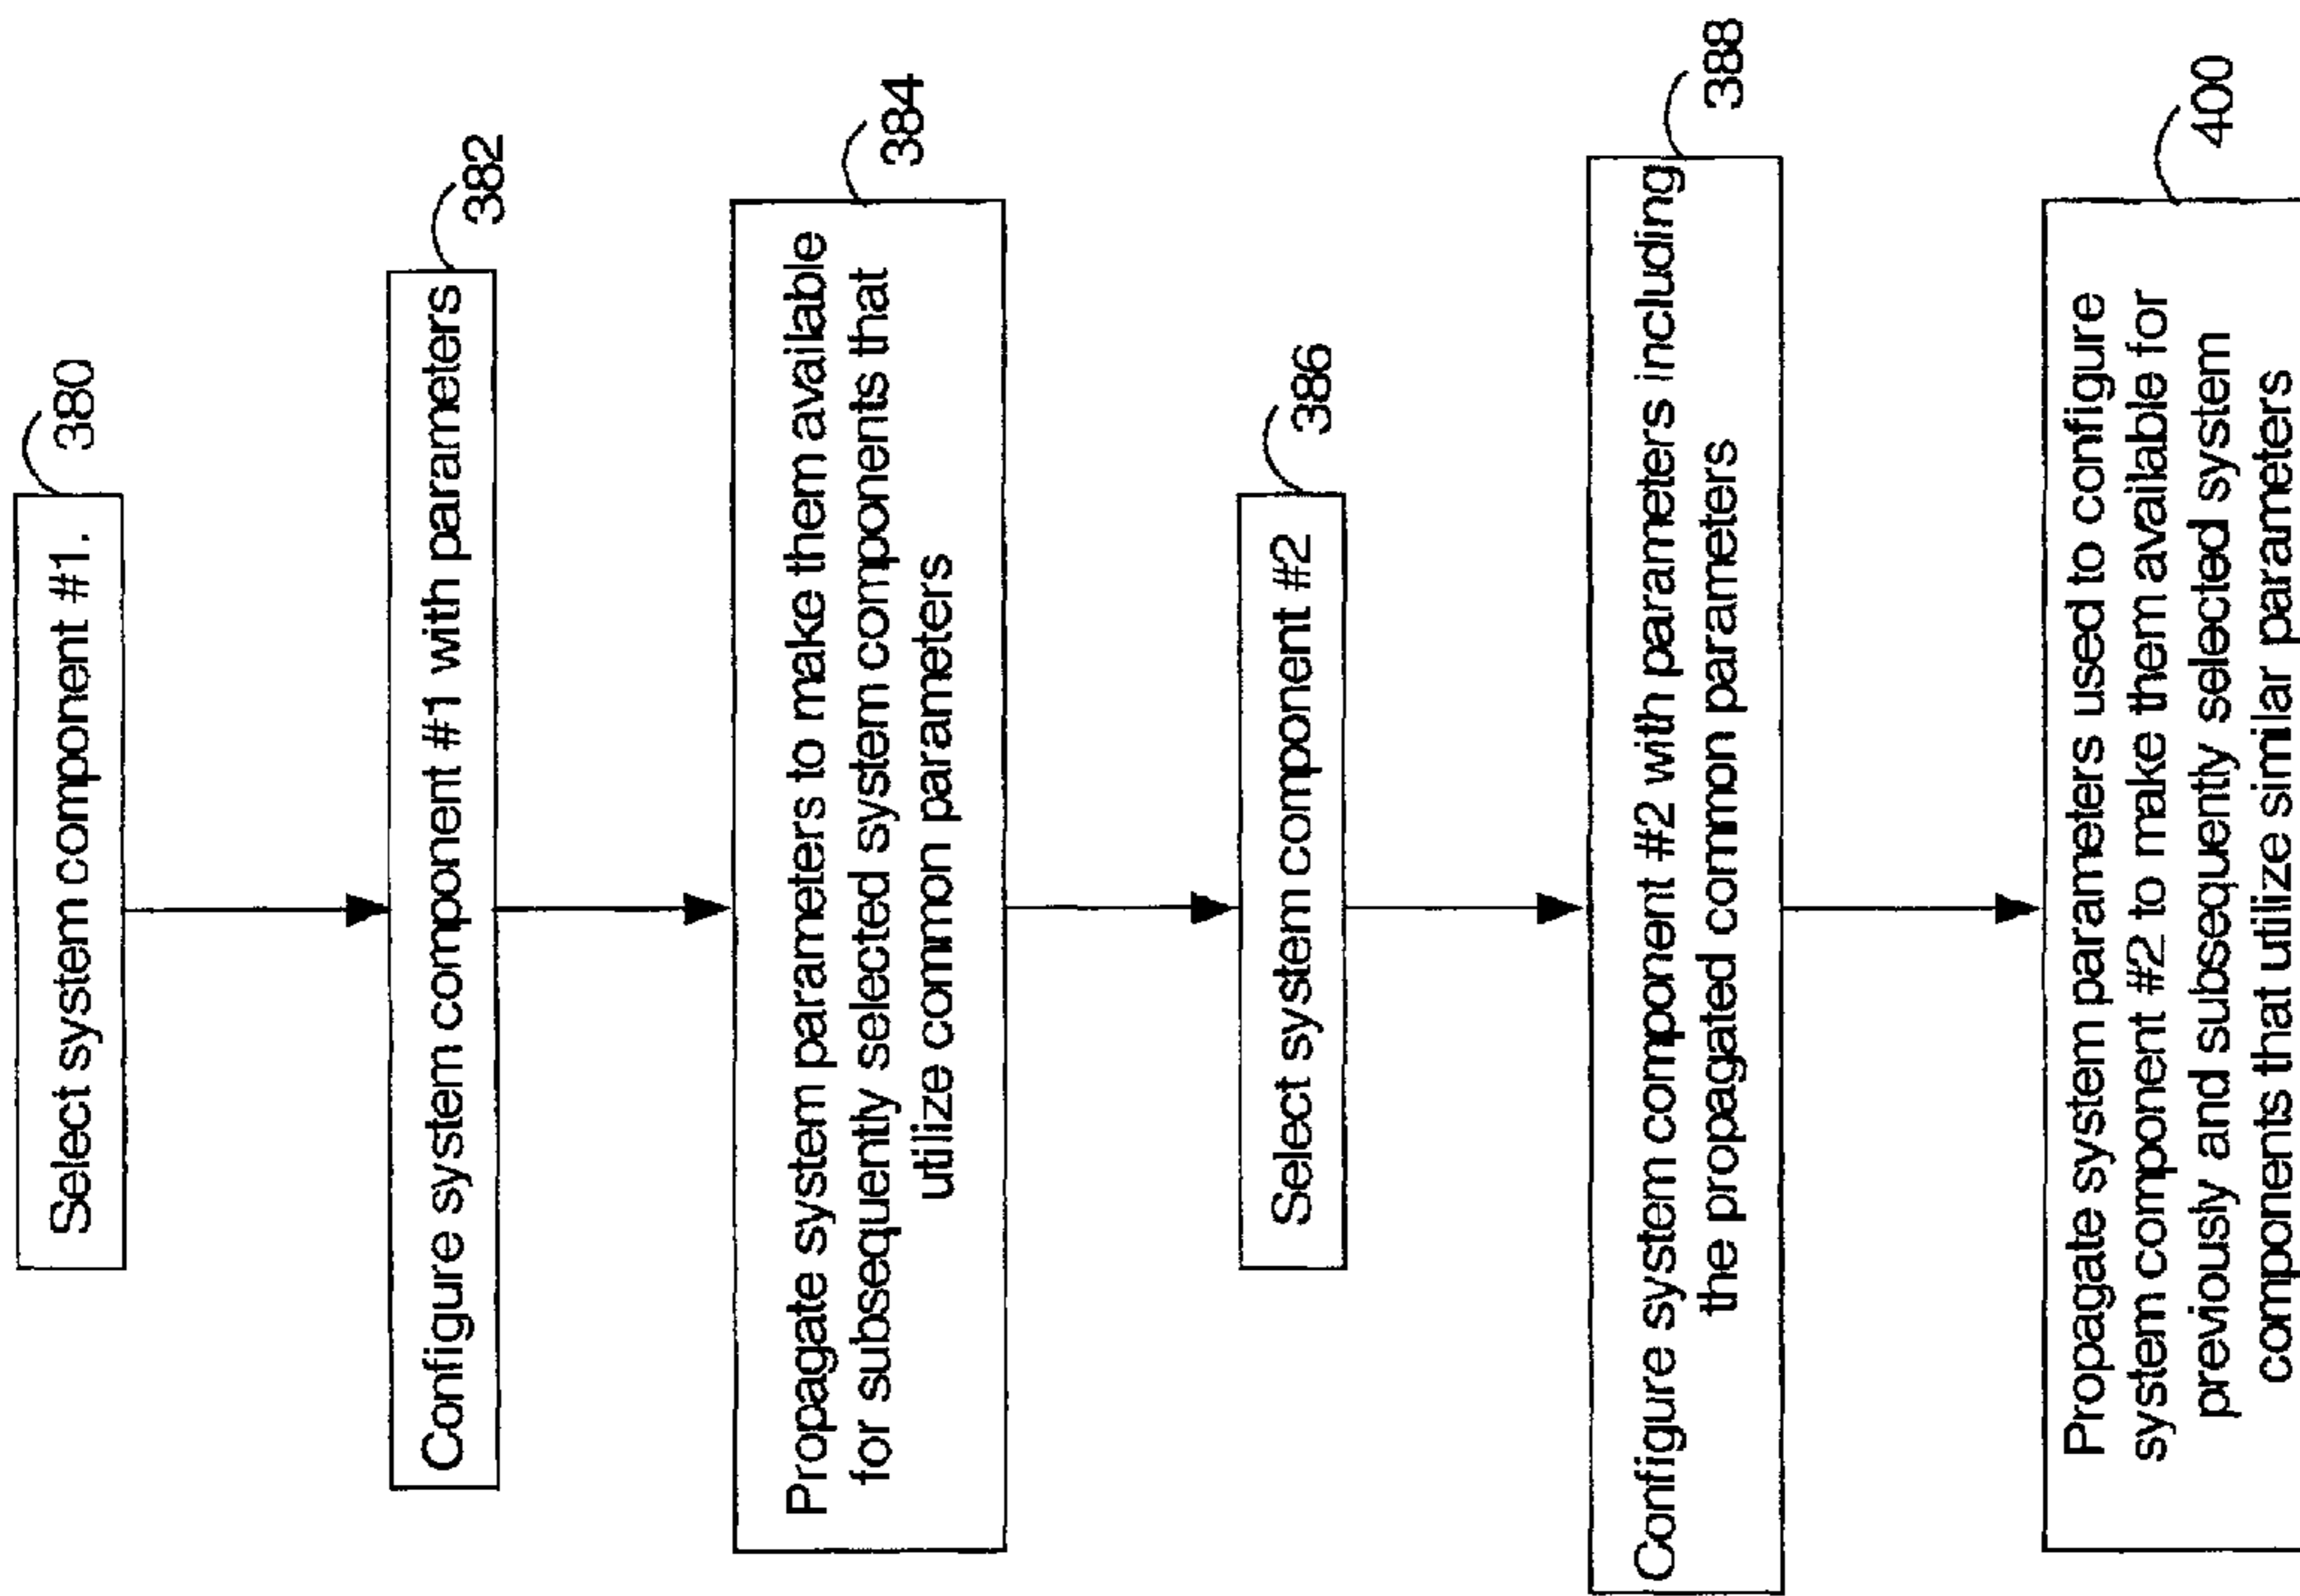 Select system component #1.
380
Configure system component #1 with parameters
382
Propagate system parameters to make them available
for subsequently selected system components that
utilize common parameters
384
Select system component #2
386
Configure system component #2 with parameters including
the propagated common parameters
388
Propagate system parameters used to configure
system component #2 to make them available for
previously and subsequently selected system
components that utilize similar parameters
400